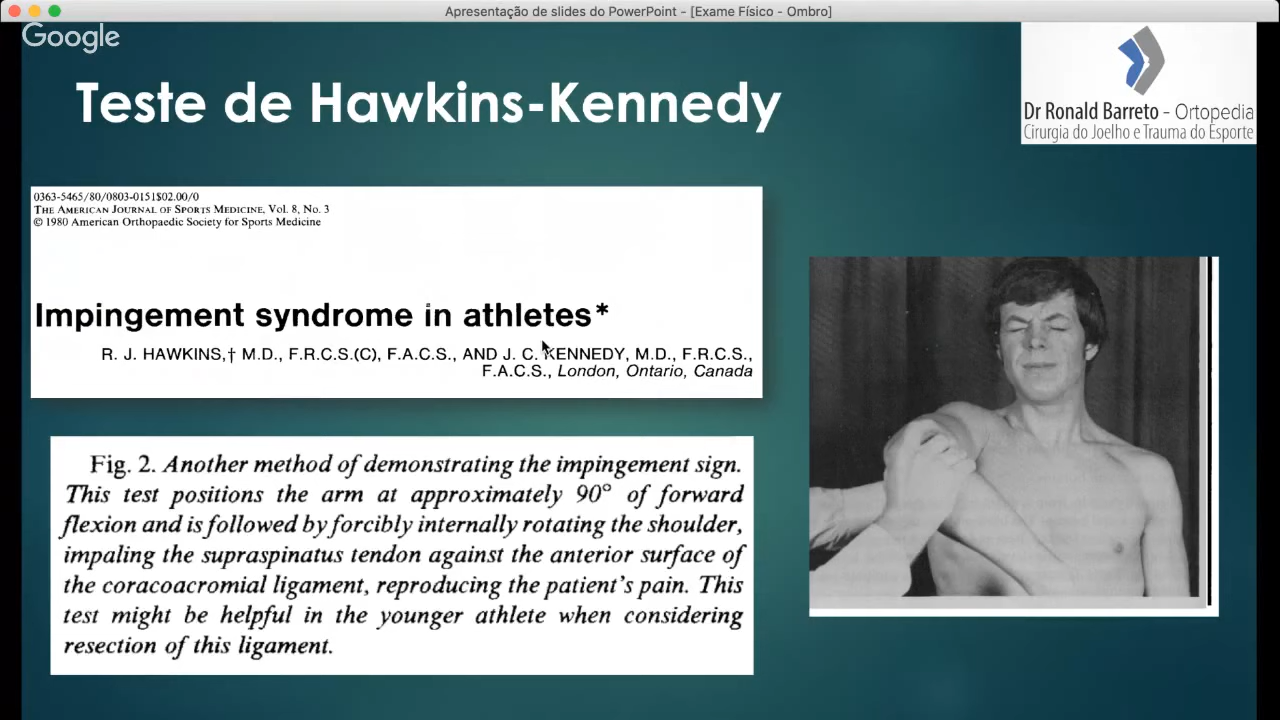 Apresentação de slides do PowerPoint - [Exame Físico - Ombro]
Google
Teste de Hawkins-Kennedy
Dr Ronald Barreto - Ortopedia
Cirurgia do Joelho e Trauma do Esporte
0363-5465/80/0803-0151$02.00/0
THE AMERICAN JOURNAL OF SPORTS MEDICINE, Vol. 8, No. 3
© 1980 American Orthopaedic Society for Sports Medicine
Impingement syndrome in athletes*
R. J. HAWKINS,† M.D., F.R.C.S.(C), F.A.C.S., AND J. C. KENNEDY, M.D., F.R.C.S.,
F.A.C.S., London, Ontario, Canada
Fig. 2. Another method of demonstrating the impingement sign.
This test positions the arm at approximately 90° of forward
flexion and is followed by forcibly internally rotating the shoulder,
impaling the supraspinatus tendon against the anterior surface of
the coracoacromial ligament, reproducing the patient's pain. This
test might be helpful in the younger athlete when considering
resection of this ligament.